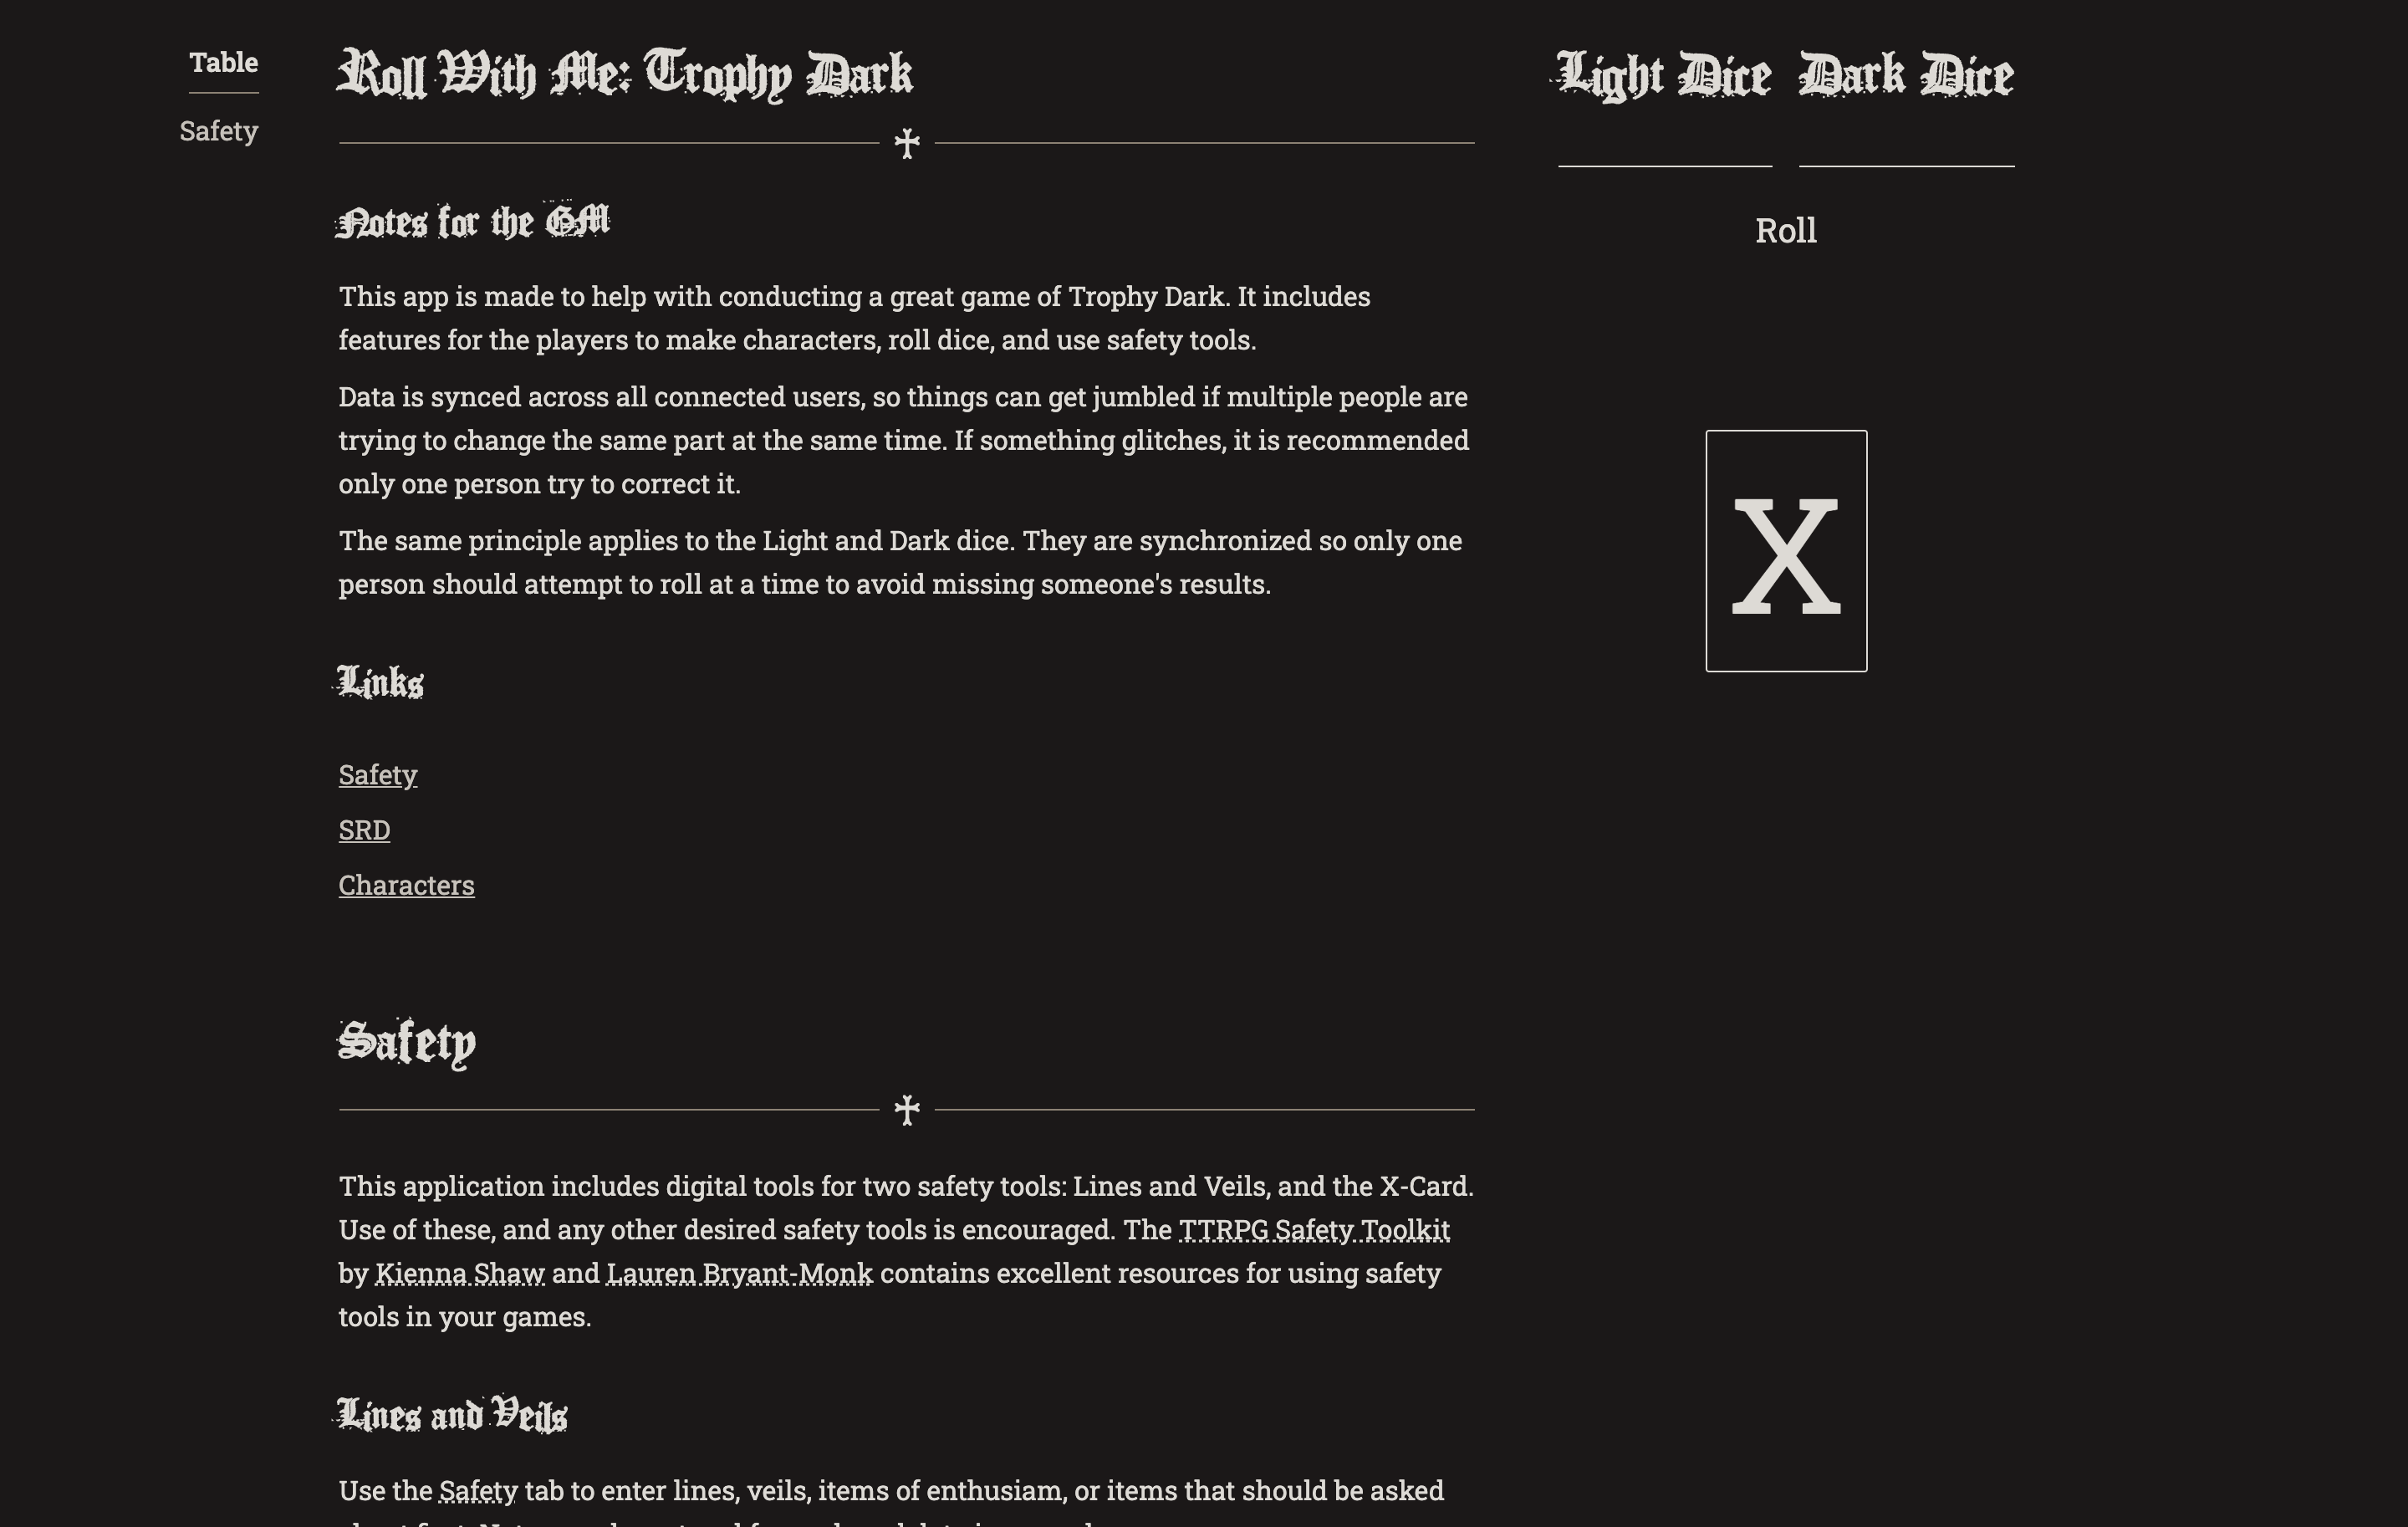 Table
Safety
Roll With Me: Trophy Dark
Notes for the GM
This app is made to help with conducting a great game of Trophy Dark. It includes
features for the players to make characters, roll dice, and use safety tools.
Data is synced across all connected users, so things can get jumbled if multiple people are
trying to change the same part at the same time. If something glitches, it is recommended
only one person try to correct it.
The same principle applies to the Light and Dark dice. They are synchronized so only one
person should attempt to roll at a time to avoid missing someone's results.
Links
Safety
SRD
Characters
Safety
This application includes digital tools for two safety tools: Lines and Veils, and the X-Card.
Use of these, and any other desired safety tools is encouraged. The TTRPG Safety Toolkit
by Kienna Shaw and Lauren Bryant-Monk contains excellent resources for using safety
tools in your games.
Lines and Veils
Use the Safety tab to enter lines, veils, items of enthusiam, or items that should be asked
Light Dice Dark Dice
Roll
X